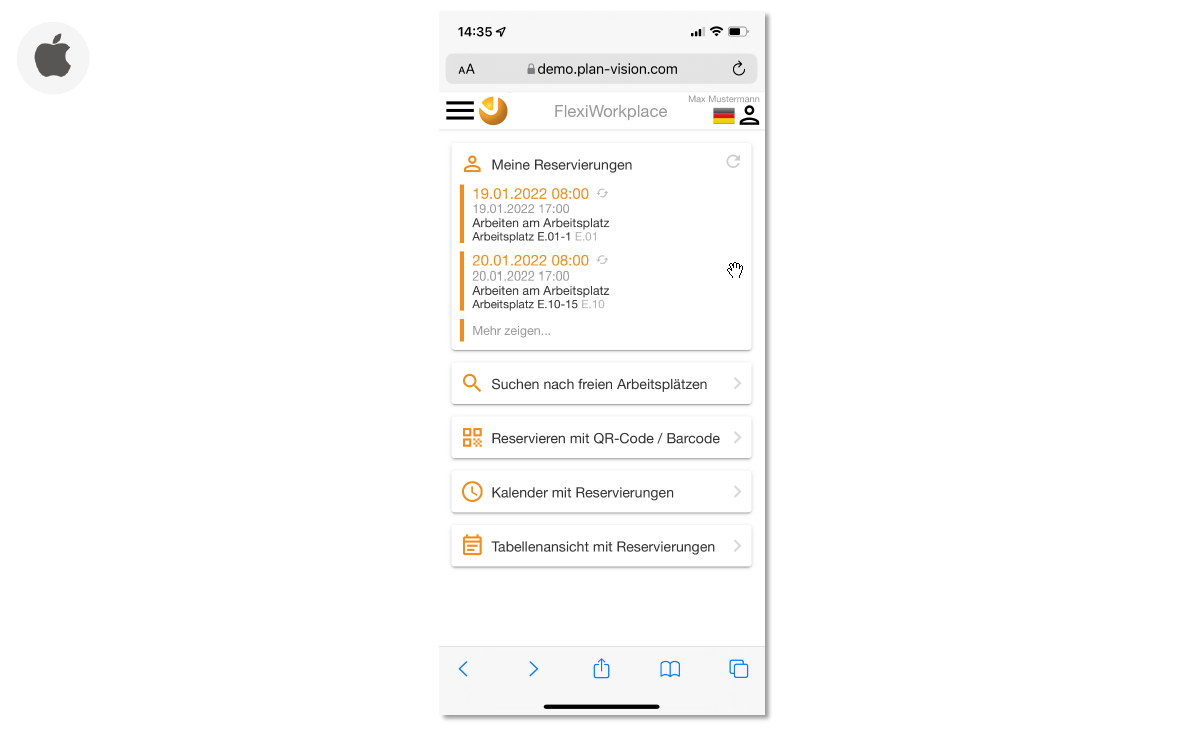 14:35
AA
demo.plan-vision.com
Max Mustermann
FlexiWorkplace
Meine Reservierungen
19.01.2022 08:00
19.01.2022 17:00
Arbeiten am Arbeitsplatz
Arbeitsplatz E.01-1 E.01
20.01.2022 08:00
20.01.2022 17:00
Arbeiten am Arbeitsplatz
Arbeitsplatz E.10-15 E.10
Mehr zeigen...
Suchen nach freien Arbeitsplätzen
Reservieren mit QR-Code / Barcode
Kalender mit Reservierungen
Tabellenansicht mit Reservierungen